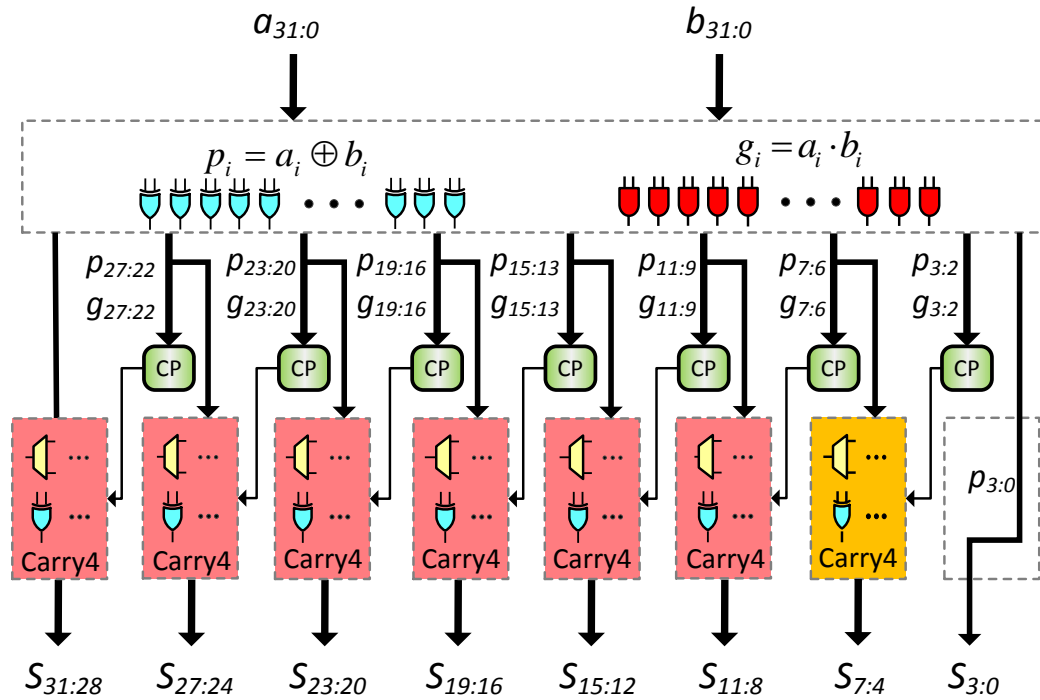 a31:0 b31:0
pi = ai ⊕ bi gi = ai · bi
p27:22 p23:20 p19:16 p15:13 p11:9 p7:6 p3:2
g27:22 g23:20 g19:16 g15:13 g11:9 g7:6 g3:2
CP CP CP CP CP CP CP
p3:0
Carry4 Carry4 Carry4 Carry4 Carry4 Carry4 Carry4
S31:28 S27:24 S23:20 S19:16 S15:12 S11:8 S7:4 S3:0